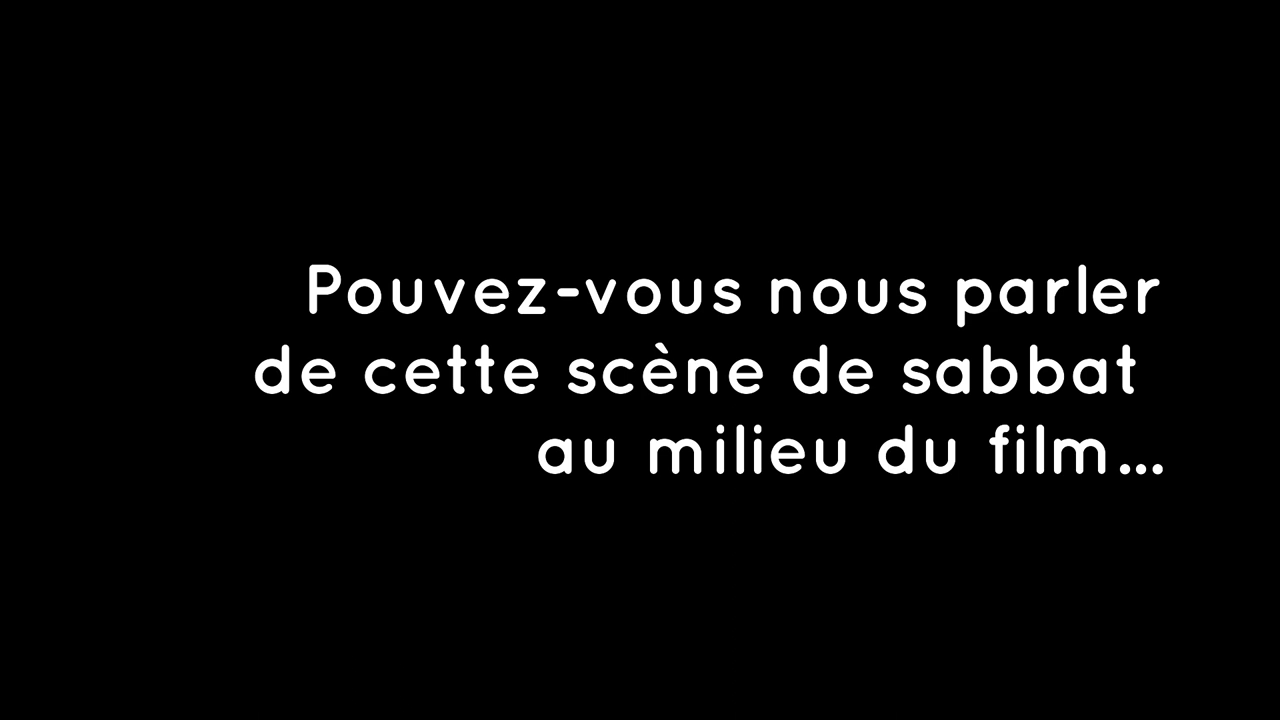 Pouvez-vous nous parler
de cette scène de sabbat
au milieu du film...